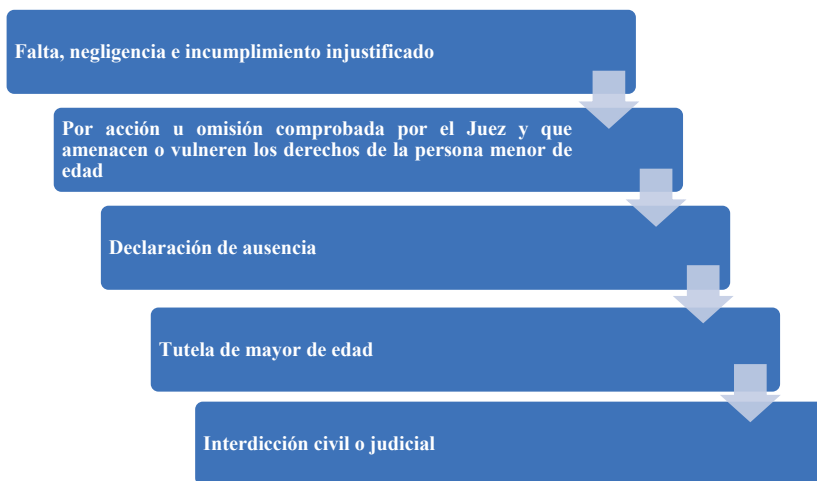 Falta, negligencia e incumplimiento injustificado
Por acción u omisión comprobada por el Juez y que
amenacen o vulneren los derechos de la persona menor de
edad
Declaración de ausencia
Tutela de mayor de edad
Interdicción civil o judicial